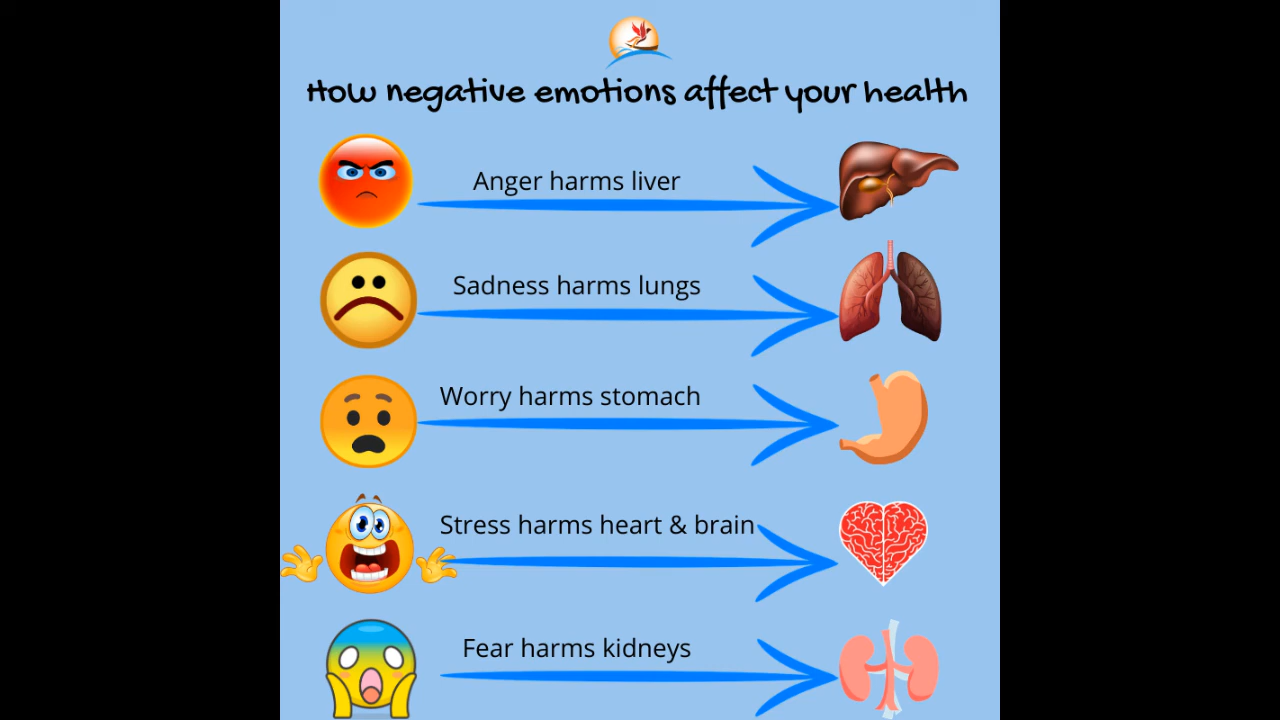 How negative emotions affect your health
Anger harms liver
Sadness harms lungs
Worry harms stomach
Stress harms heart & brain
Fear harms kidneys